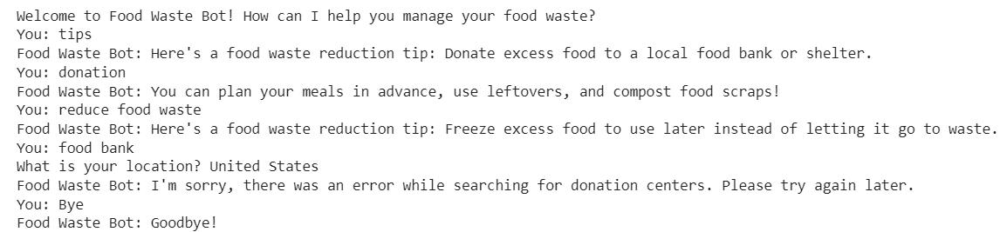 Welcome to Food Waste Bot! How can I help you manage your food waste?
You: tips
Food Waste Bot: Here's a food waste reduction tip: Donate excess food to a local food bank or shelter.
You: donation
Food Waste Bot: You can plan your meals in advance, use leftovers, and compost food scraps!
You: reduce food waste
Food Waste Bot: Here's a food waste reduction tip: Freeze excess food to use later instead of letting it go to waste.
You: food bank
What is your location? United States
Food Waste Bot: I'm sorry, there was an error while searching for donation centers. Please try again later.
You: Bye
Food Waste Bot: Goodbye!